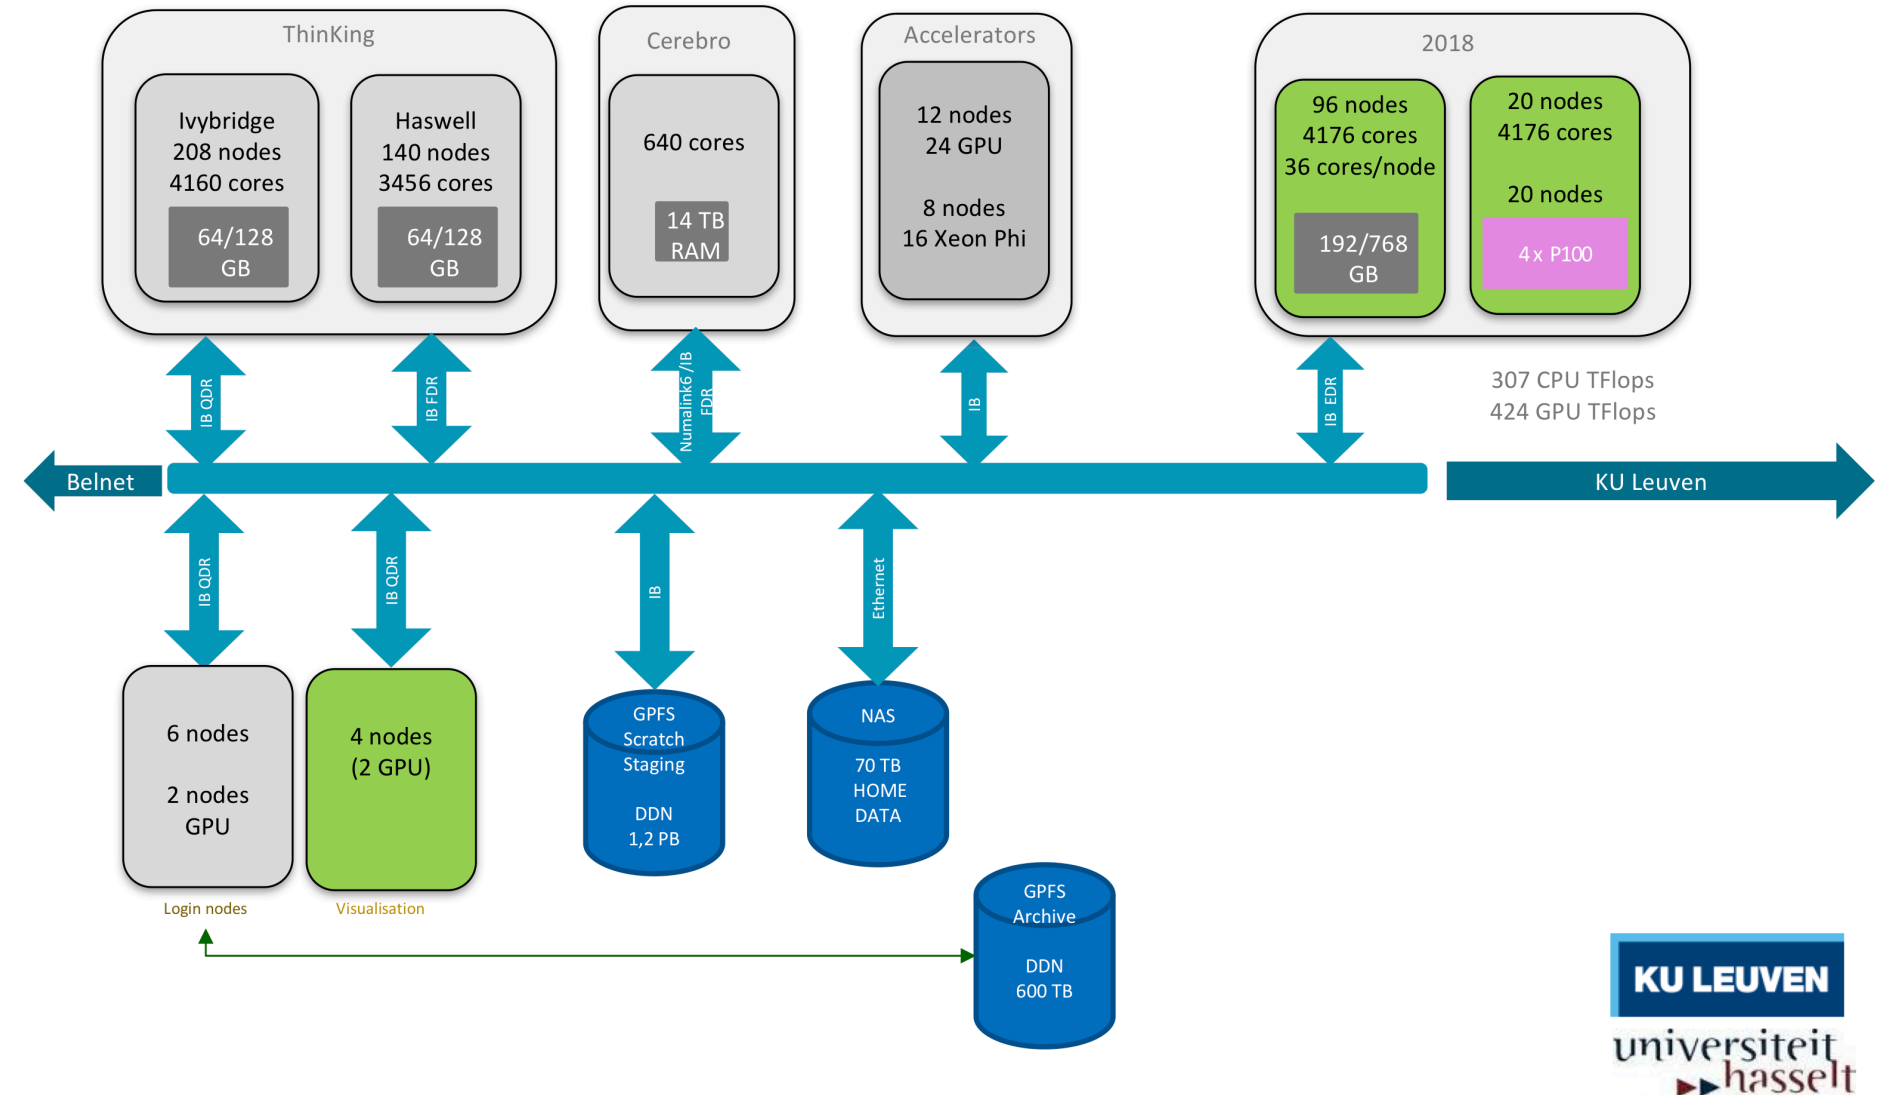 ThinKing
Ivybridge
208 nodes
4160 cores
64/128
GB
Haswell
140 nodes
3456 cores
64/128
GB
Cerebro
640 cores
14 TB
RAM
Accelerators
12 nodes
24 GPU
8 nodes
16 Xeon Phi
2018
96 nodes
4176 cores
36 cores/node
192/768
GB
20 nodes
4176 cores
20 nodes
4 x P100
IB QDR
IB FDR
Numalink6 /IB
FDR
IB
IB EDR
307 CPU TFlops
424 GPU TFlops
Belnet
KU Leuven
IB QDR
IB QDR
IB
Ethernet
6 nodes
2 nodes
GPU
Login nodes
4 nodes
(2 GPU)
Visualisation
GPFS
Scratch
Staging
DDN
1,2 PB
NAS
70 TB
HOME
DATA
GPFS
Archive
DDN
600 TB
KU LEUVEN
universiteit
hasselt